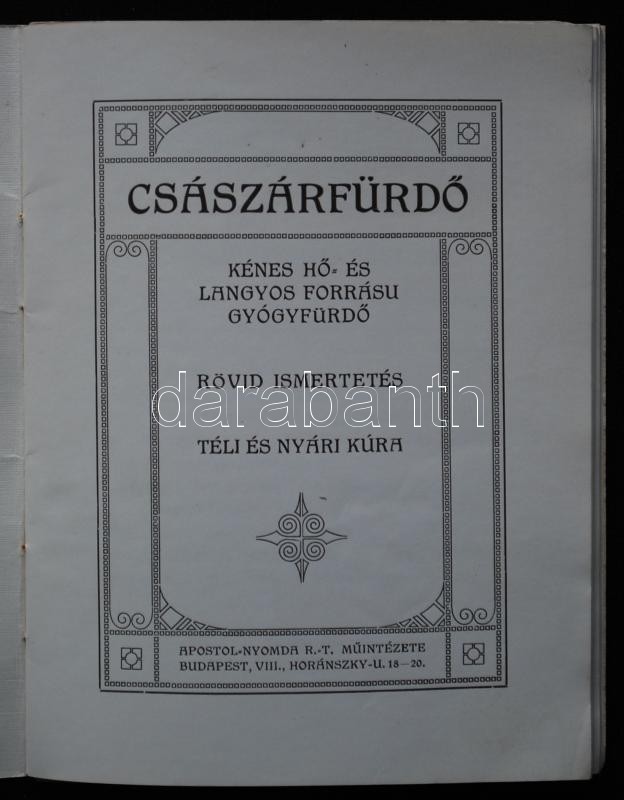 CSÁSZÁRFÜRDŐ
KÉNES HŐ= ÉS
LANGYOS FORRÁSU
GYÓGYFÜRDŐ
RÖVID ISMERTETÉS
darabanth
TÉLI ÉS NYÁRI KÚRA
APOSTOL=NYOMDA R.=T. MŰINTÉZETE
BUDAPEST, VIII., HORÁNSZKY=U. 18—20.